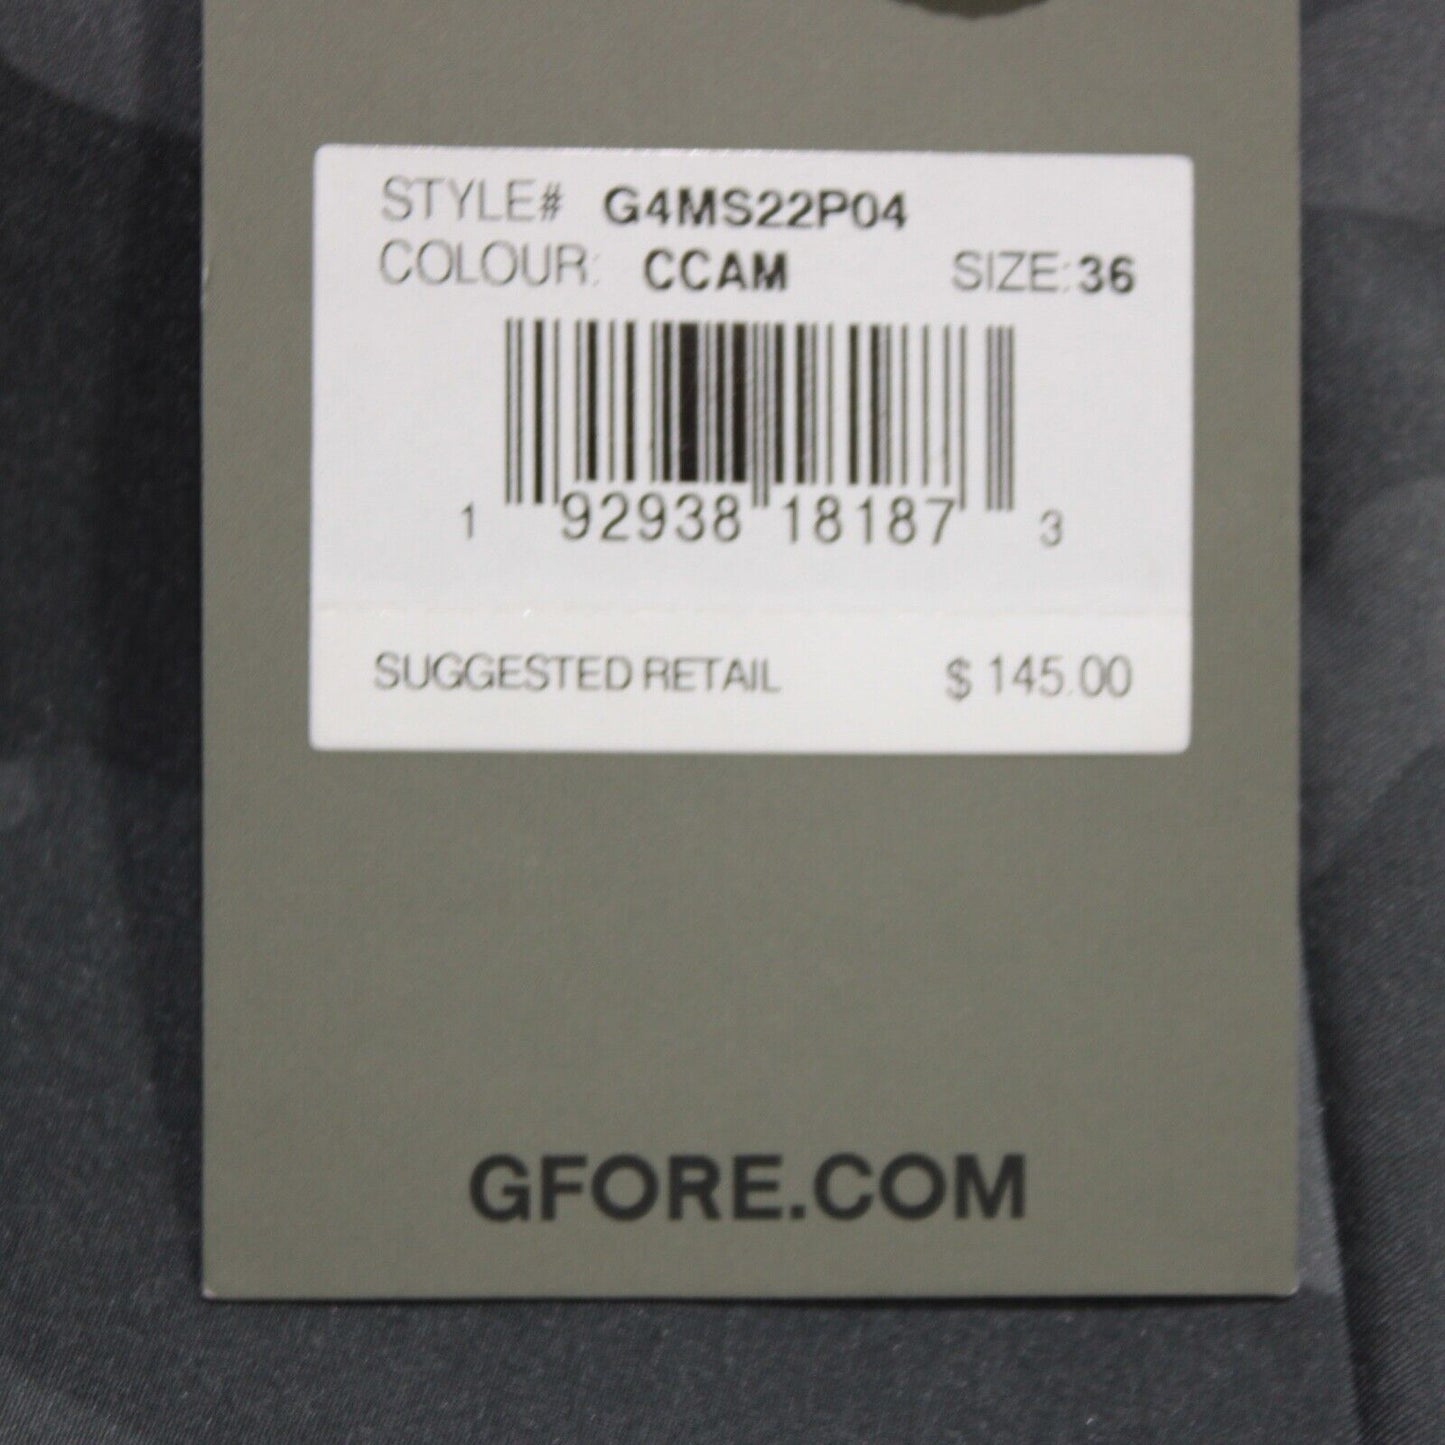 STYLE# G4MS22P04
COLOUR: CCAM SIZE: 36
1 92938 18187 3
SUGGESTED RETAIL $ 145.00
GFORE.COM